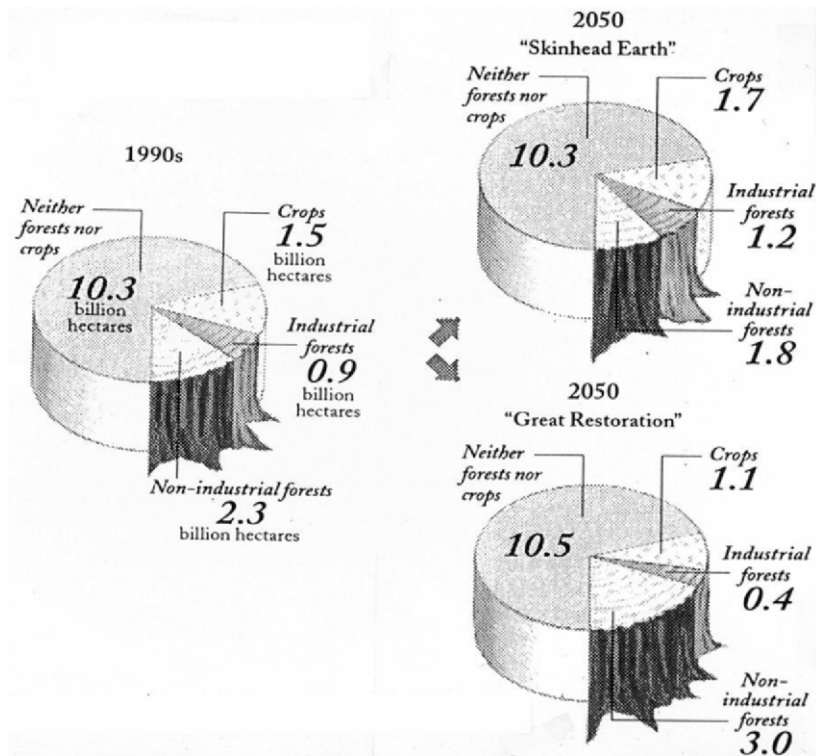 1990s
Neither
forests nor
crops
10.3
billion
hectares
Crops
1.5
billion
hectares
Industrial
forests
0.9
billion
hectares
Non-industrial forests
2.3
billion hectares
2050
"Skinhead Earth"
Neither
forests nor
crops
10.3
Crops
1.7
Industrial
forests
1.2
Non-
industrial
forests
1.8
2050
"Great Restoration"
Neither
forests nor
crops
10.5
Crops
1.1
Industrial
forests
0.4
Non-
industrial
forests
3.0